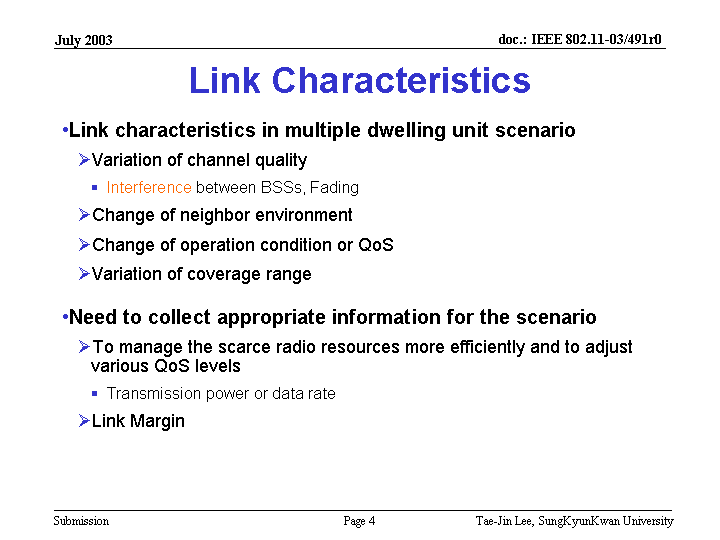 July 2003
doc.: IEEE 802.11-03/491r0
Link Characteristics
•Link characteristics in multiple dwelling unit scenario
➢Variation of channel quality
▪ Interference between BSSs, Fading
➢Change of neighbor environment
➢Change of operation condition or QoS
➢Variation of coverage range
•Need to collect appropriate information for the scenario
➢To manage the scarce radio resources more efficiently and to adjust
various QoS levels
▪ Transmission power or data rate
➢Link Margin
Submission
Page 4
Tae-Jin Lee, SungKyunKwan University